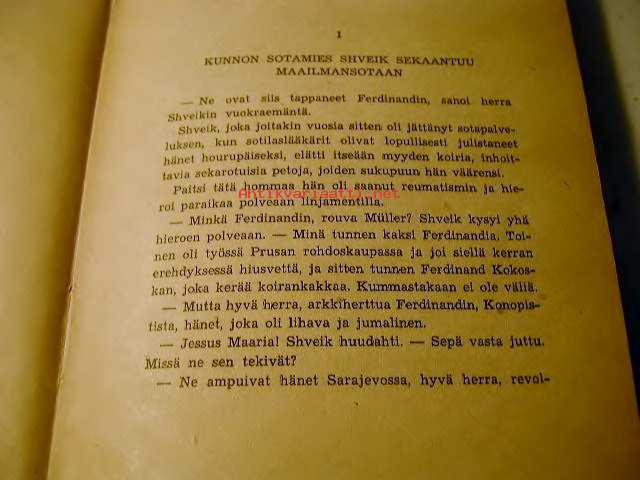 I
KUNNON SOTAMIES SHVEIK SEKAANTUU
MAAILMANSOTAAN
— Ne ovat siis tappaneet Ferdinandin, sanoi herra
Shveikin vuokraemäntä.
Shveik, joka joitakin vuosia sitten oli jättänyt sotapalve-
luksen, kun sotilaslääkärit olivat lopullisesti julistaneet
hänet hourupäiseksi, elätti itseään myyden koiria, inhoit-
tavia sekarotuisia petoja, joiden sukupuun hän väärensi.
Paitsi tätä hommaa hän oli saanut reumatismin ja hie-
Antikvariaatti.net
roi paraikaa polveaan linjamentilla.
— Minkä Ferdinandin, rouva Müller? Shveik kysyi yhä
hieroen polveaan. — Minä tunnen kaksi Ferdinandia. Toi-
nen oli työssä Prusan rohdoskaupassa ja joi siellä kerran
erehdyksessä hiusvettä, ja sitten tunnen Ferdinand Kokos-
kan, joka kerää koirankakkaa. Kummastakaan ei ole väliä.
— Mutta hyvä herra, arkkiherttua Ferdinandin, Konopis-
tista, hänet, joka oli lihava ja jumalinen.
— Jessus Maaria! Shveik huudahti. — Sepä vasta juttu.
Missä ne sen tekivät?
— Ne ampuivat hänet Sarajevossa, hyvä herra, revol-